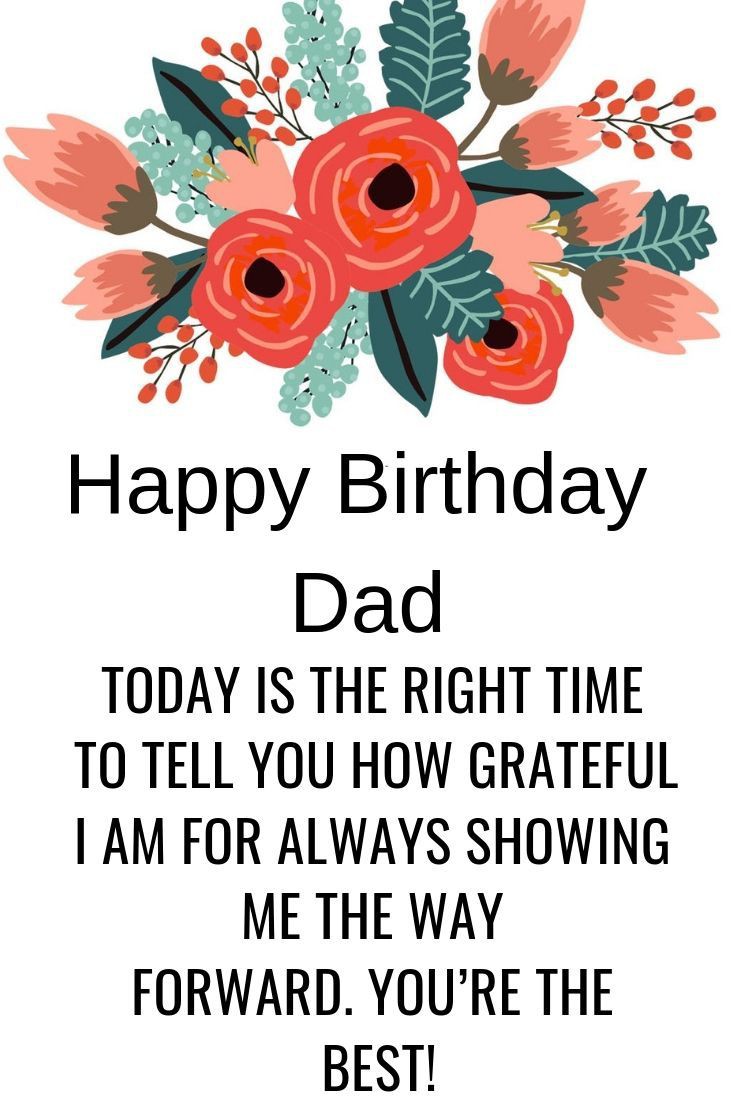 Happy Birthday
Dad
TODAY IS THE RIGHT TIME
TO TELL YOU HOW GRATEFUL
I AM FOR ALWAYS SHOWING
ME THE WAY
FORWARD. YOU’RE THE
BEST!